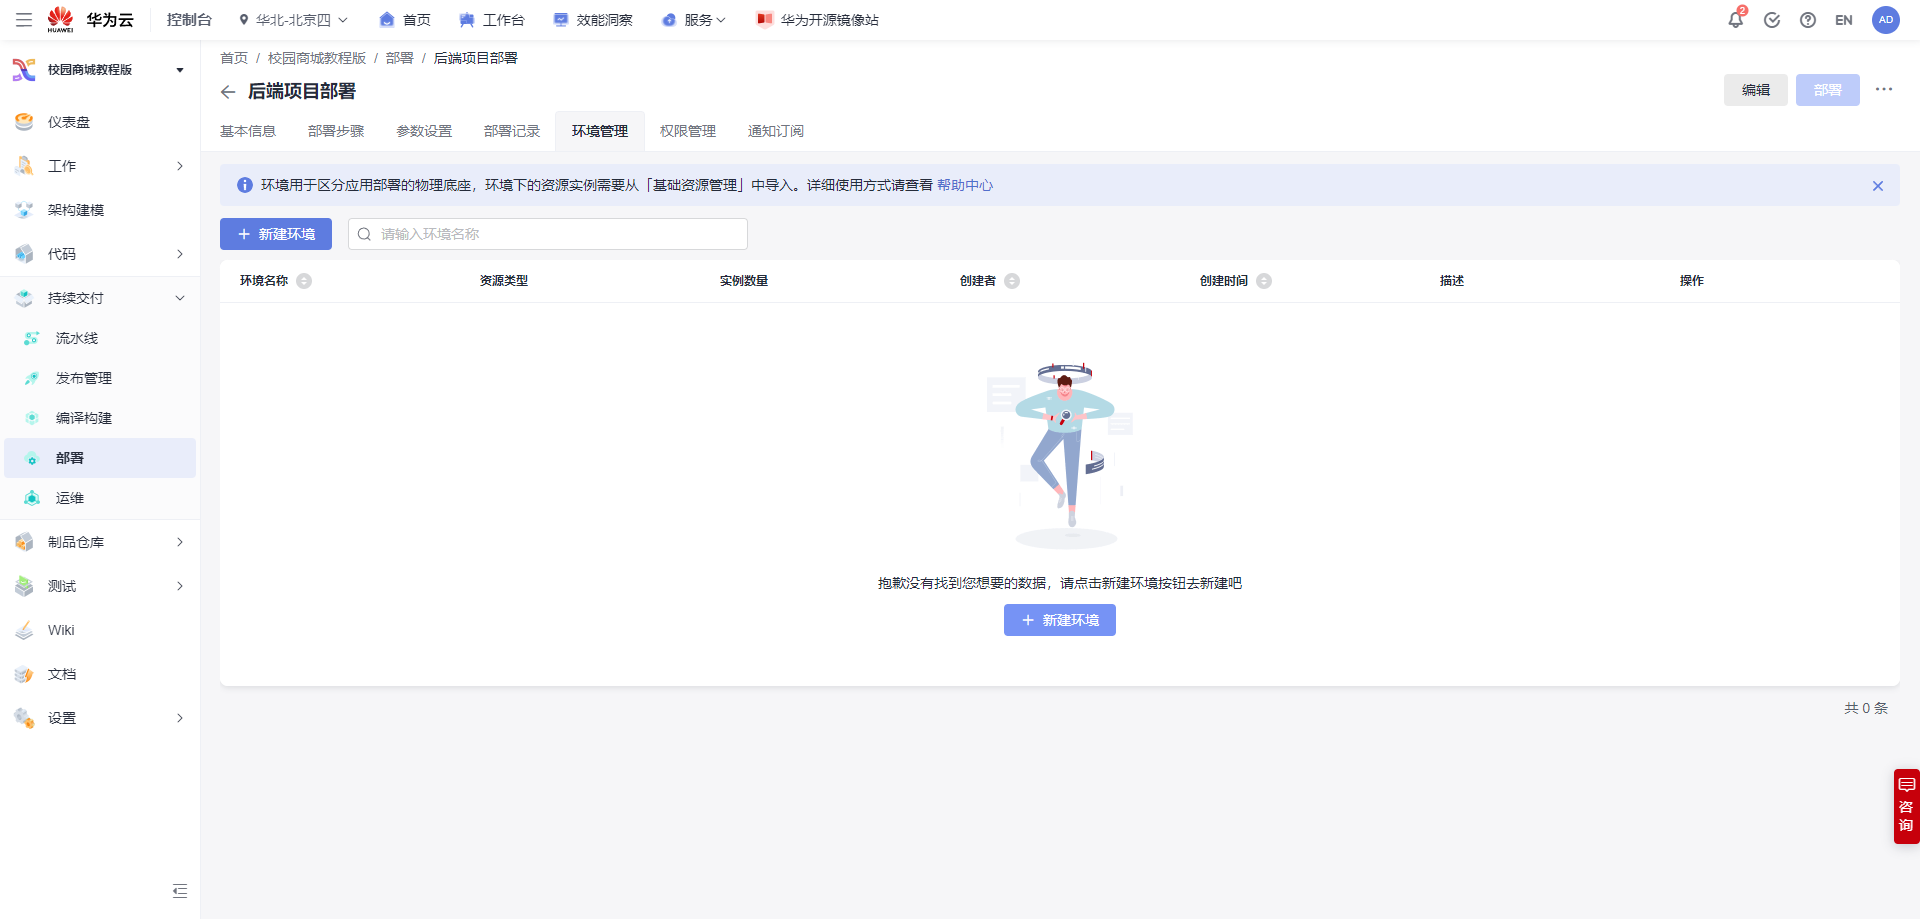 HUAWEI 华为云 控制台 华北-北京四 首页 工作台 效能洞察 服务 华为开源镜像站 2 EN AD
校园商城教程版
仪表盘
工作
架构建模
代码
持续交付
流水线
发布管理
编译构建
部署
运维
制品仓库
测试
Wiki
文档
设置
首页 / 校园商城教程版 / 部署 / 后端项目部署
后端项目部署
编辑 部署
基本信息 部署步骤 参数设置 部署记录 环境管理 权限管理 通知订阅
环境用于区分应用部署的物理底座，环境下的资源实例需要从「基础资源管理」中导入。详细使用方式请查看 帮助中心
新建环境 请输入环境名称
环境名称 资源类型 实例数量 创建者 创建时间 描述 操作
抱歉没有找到您想要的数据，请点击新建环境按钮去新建吧
新建环境
共 0 条
咨询